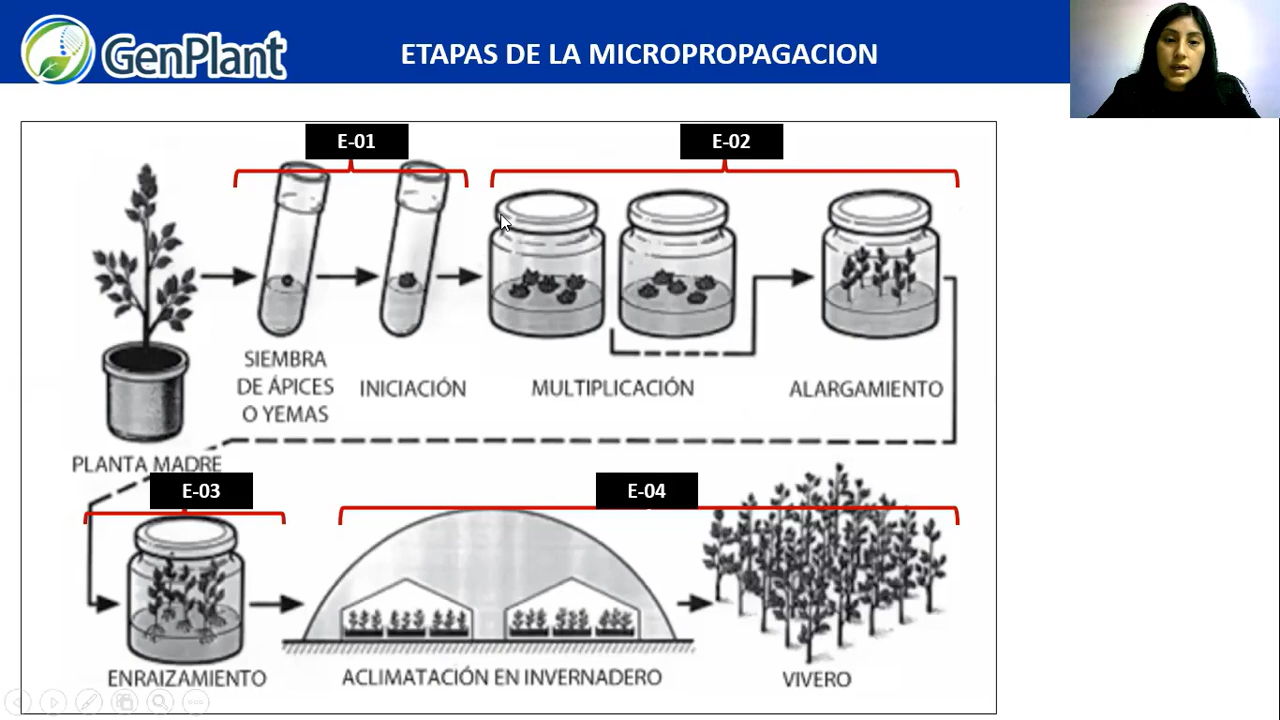 GenPlant
ETAPAS DE LA MICROPROPAGACION
E-01
E-02
SIEMBRA
DE ÁPICES
O YEMAS
INICIACIÓN
MULTIPLICACIÓN
ALARGAMIENTO
PLANTA MADRE
E-03
E-04
ENRAIZAMIENTO
ACLIMATACIÓN EN INVERNADERO
VIVERO